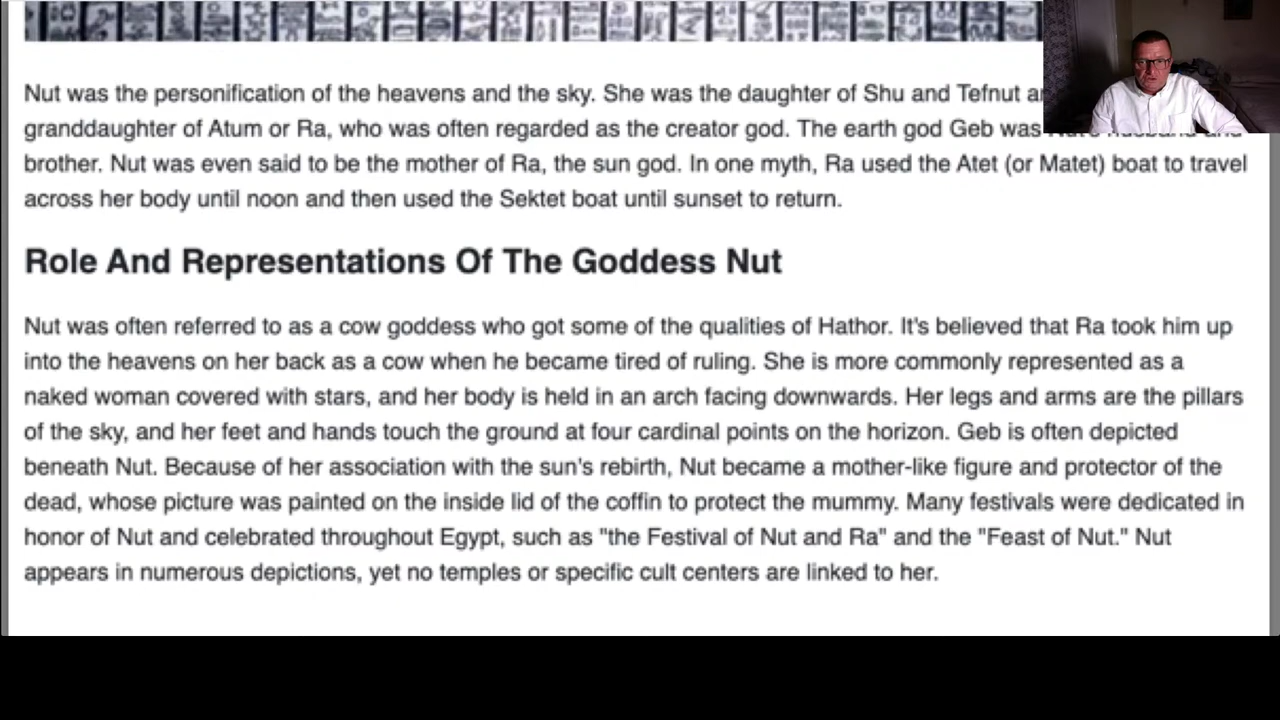 Nut was the personification of the heavens and the sky. She was the daughter of Shu and Tefnut
granddaughter of Atum or Ra, who was often regarded as the creator god. The earth god Geb was
brother. Nut was even said to be the mother of Ra, the sun god. In one myth, Ra used the Atet (or Matet) boat to travel
across her body until noon and then used the Sektet boat until sunset to return.
Role And Representations Of The Goddess Nut
Nut was often referred to as a cow goddess who got some of the qualities of Hathor. It's believed that Ra took him up
into the heavens on her back as a cow when he became tired of ruling. She is more commonly represented as a
naked woman covered with stars, and her body is held in an arch facing downwards. Her legs and arms are the pillars
of the sky, and her feet and hands touch the ground at four cardinal points on the horizon. Geb is often depicted
beneath Nut. Because of her association with the sun's rebirth, Nut became a mother-like figure and protector of the
dead, whose picture was painted on the inside lid of the coffin to protect the mummy. Many festivals were dedicated in
honor of Nut and celebrated throughout Egypt, such as "the Festival of Nut and Ra" and the "Feast of Nut." Nut
appears in numerous depictions, yet no temples or specific cult centers are linked to her.